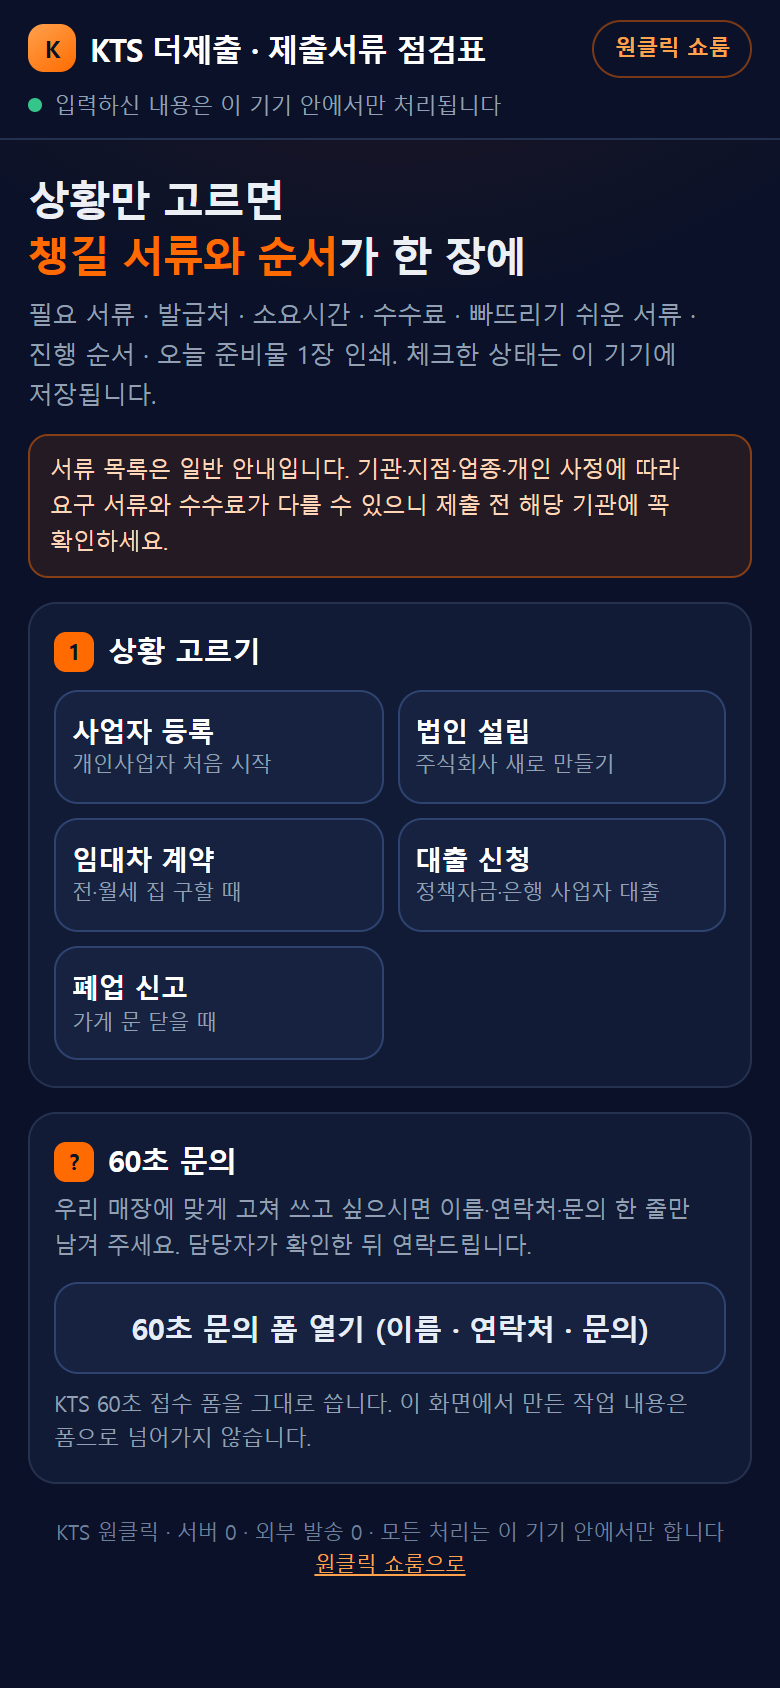 K
KTS 더제출 · 제출서류 점검표
원클릭 쇼룸
입력하신 내용은 이 기기 안에서만 처리됩니다
상황만 고르면
챙길 서류와 순서가 한 장에
필요 서류 · 발급처 · 소요시간 · 수수료 · 빠뜨리기 쉬운 서류 ·
진행 순서 · 오늘 준비물 1장 인쇄. 체크한 상태는 이 기기에
저장됩니다.
서류 목록은 일반 안내입니다. 기관·지점·업종·개인 사정에 따라
요구 서류와 수수료가 다를 수 있으니 제출 전 해당 기관에 꼭
확인하세요.
1 상황 고르기
사업자 등록
개인사업자 처음 시작
법인 설립
주식회사 새로 만들기
임대차 계약
전·월세 집 구할 때
대출 신청
정책자금·은행 사업자 대출
폐업 신고
가게 문 닫을 때
? 60초 문의
우리 매장에 맞게 고쳐 쓰고 싶으시면 이름·연락처·문의 한 줄만
남겨 주세요. 담당자가 확인한 뒤 연락드립니다.
60초 문의 폼 열기 (이름 · 연락처 · 문의)
KTS 60초 접수 폼을 그대로 씁니다. 이 화면에서 만든 작업 내용은
폼으로 넘어가지 않습니다.
KTS 원클릭 · 서버 0 · 외부 발송 0 · 모든 처리는 이 기기 안에서만 합니다
원클릭 쇼룸으로